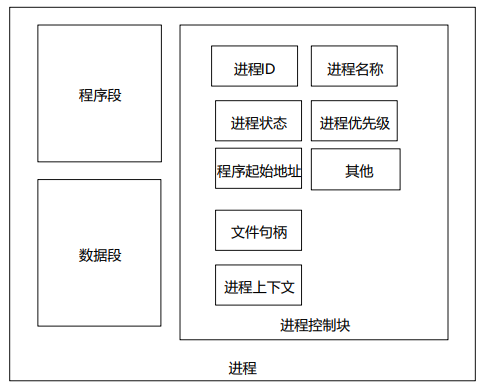 程序段
数据段
进程ID
进程名称
进程状态
进程优先级
程序起始地址
其他
文件句柄
进程上下文
进程控制块
进程